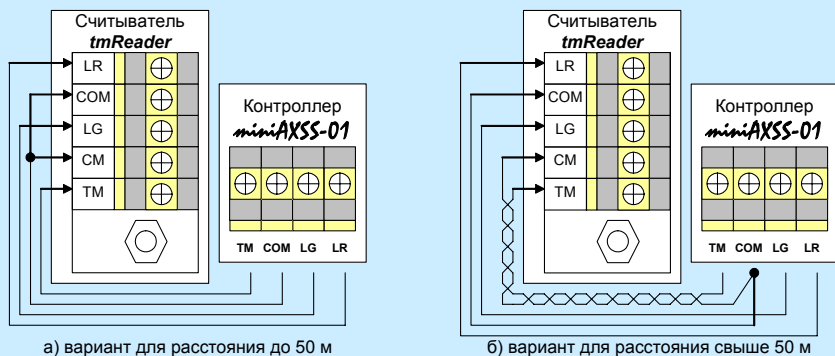 Считыватель
tmReader
LR
COM
LG
CM
TM
Контроллер
miniAXSS-01
TM COM LG LR
а) вариант для расстояния до 50 м
Считыватель
tmReader
LR
COM
LG
CM
TM
Контроллер
miniAXSS-01
TM COM LG LR
б) вариант для расстояния свыше 50 м